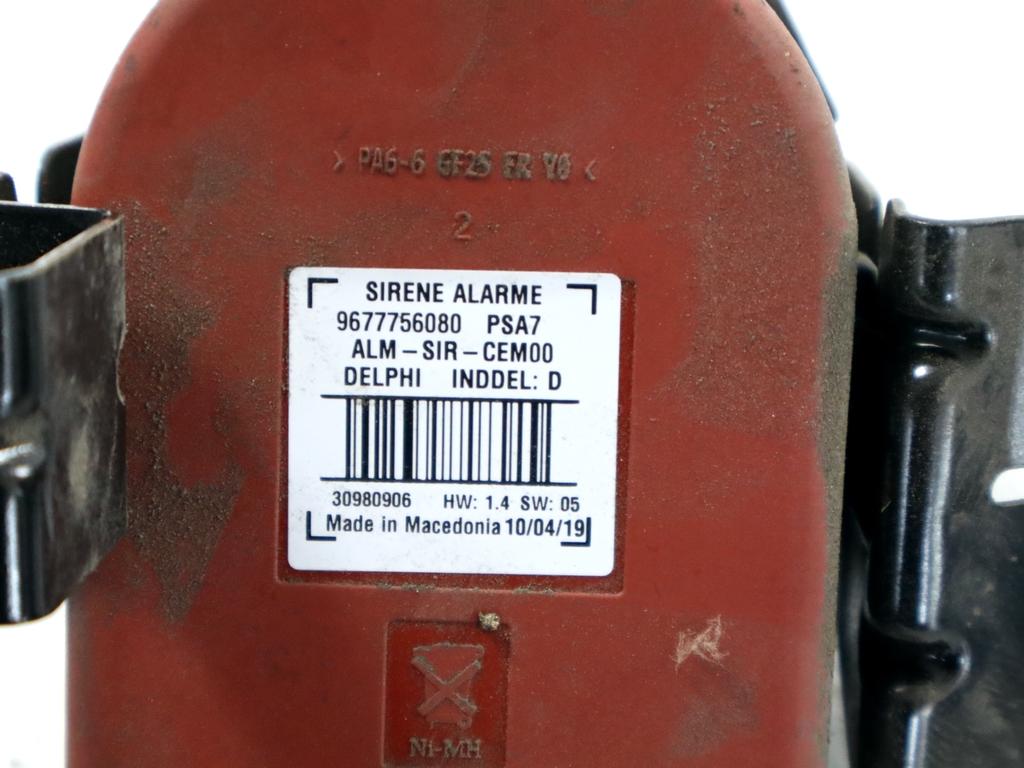 > PA6-6 GF25 FR V0 <
2
SIRENE ALARME
9677756080 PSA7
ALM-SIR-CEM00
DELPHI INDDEL: D
30980906 HW: 1.4 SW: 05
Made in Macedonia 10/04/19
Ni-MH